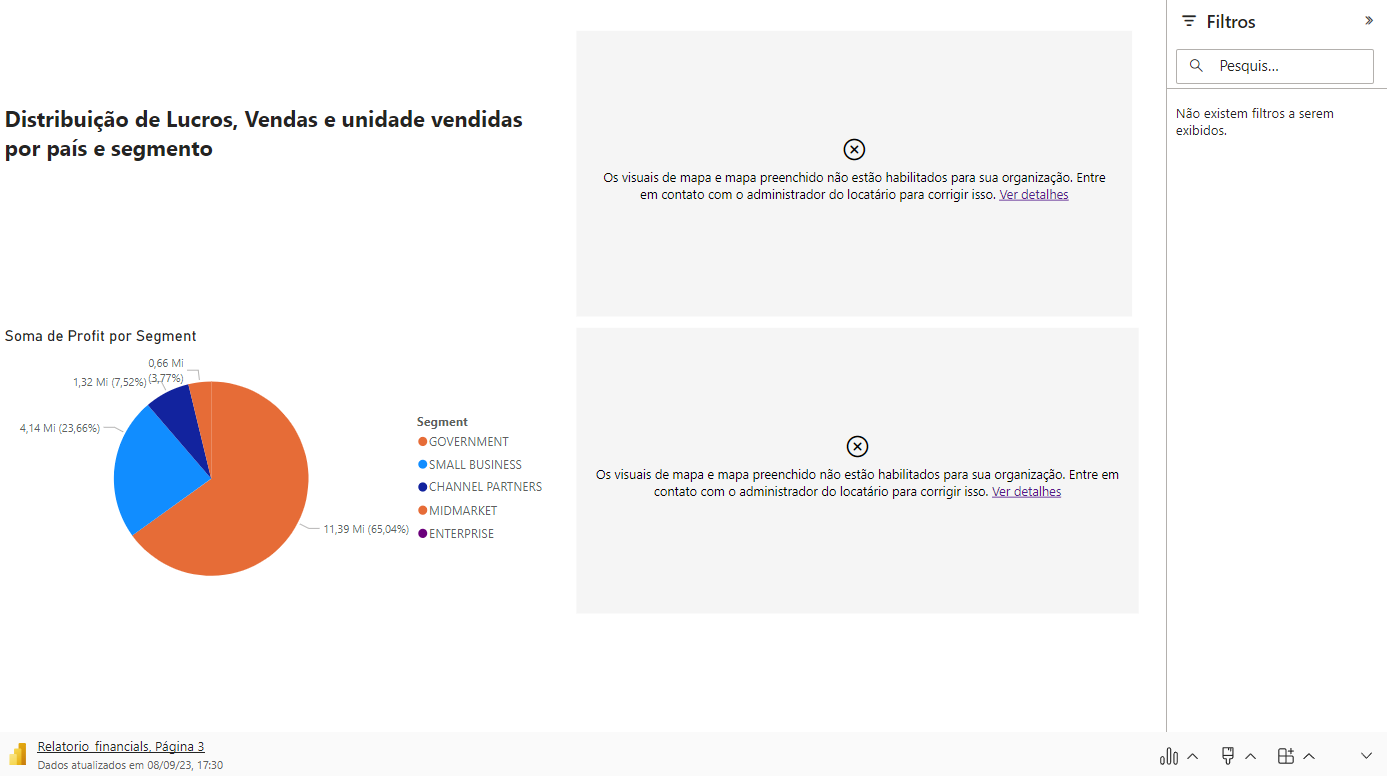 Distribuição de Lucros, Vendas e unidade vendidas
por país e segmento
Os visuais de mapa e mapa preenchido não estão habilitados para sua organização. Entre
em contato com o administrador do locatário para corrigir isso. Ver detalhes
Soma de Profit por Segment
0,66 Mi
(3,77%)
1,32 Mi (7,52%)
4,14 Mi (23,66%)
11,39 Mi (65,04%)
Segment
GOVERNMENT
SMALL BUSINESS
CHANNEL PARTNERS
MIDMARKET
ENTERPRISE
Os visuais de mapa e mapa preenchido não estão habilitados para sua organização. Entre em
contato com o administrador do locatário para corrigir isso. Ver detalhes
Filtros
Pesquis...
Não existem filtros a serem
exibidos.
Relatorio_financials, Página 3
Dados atualizados em 08/09/23, 17:30